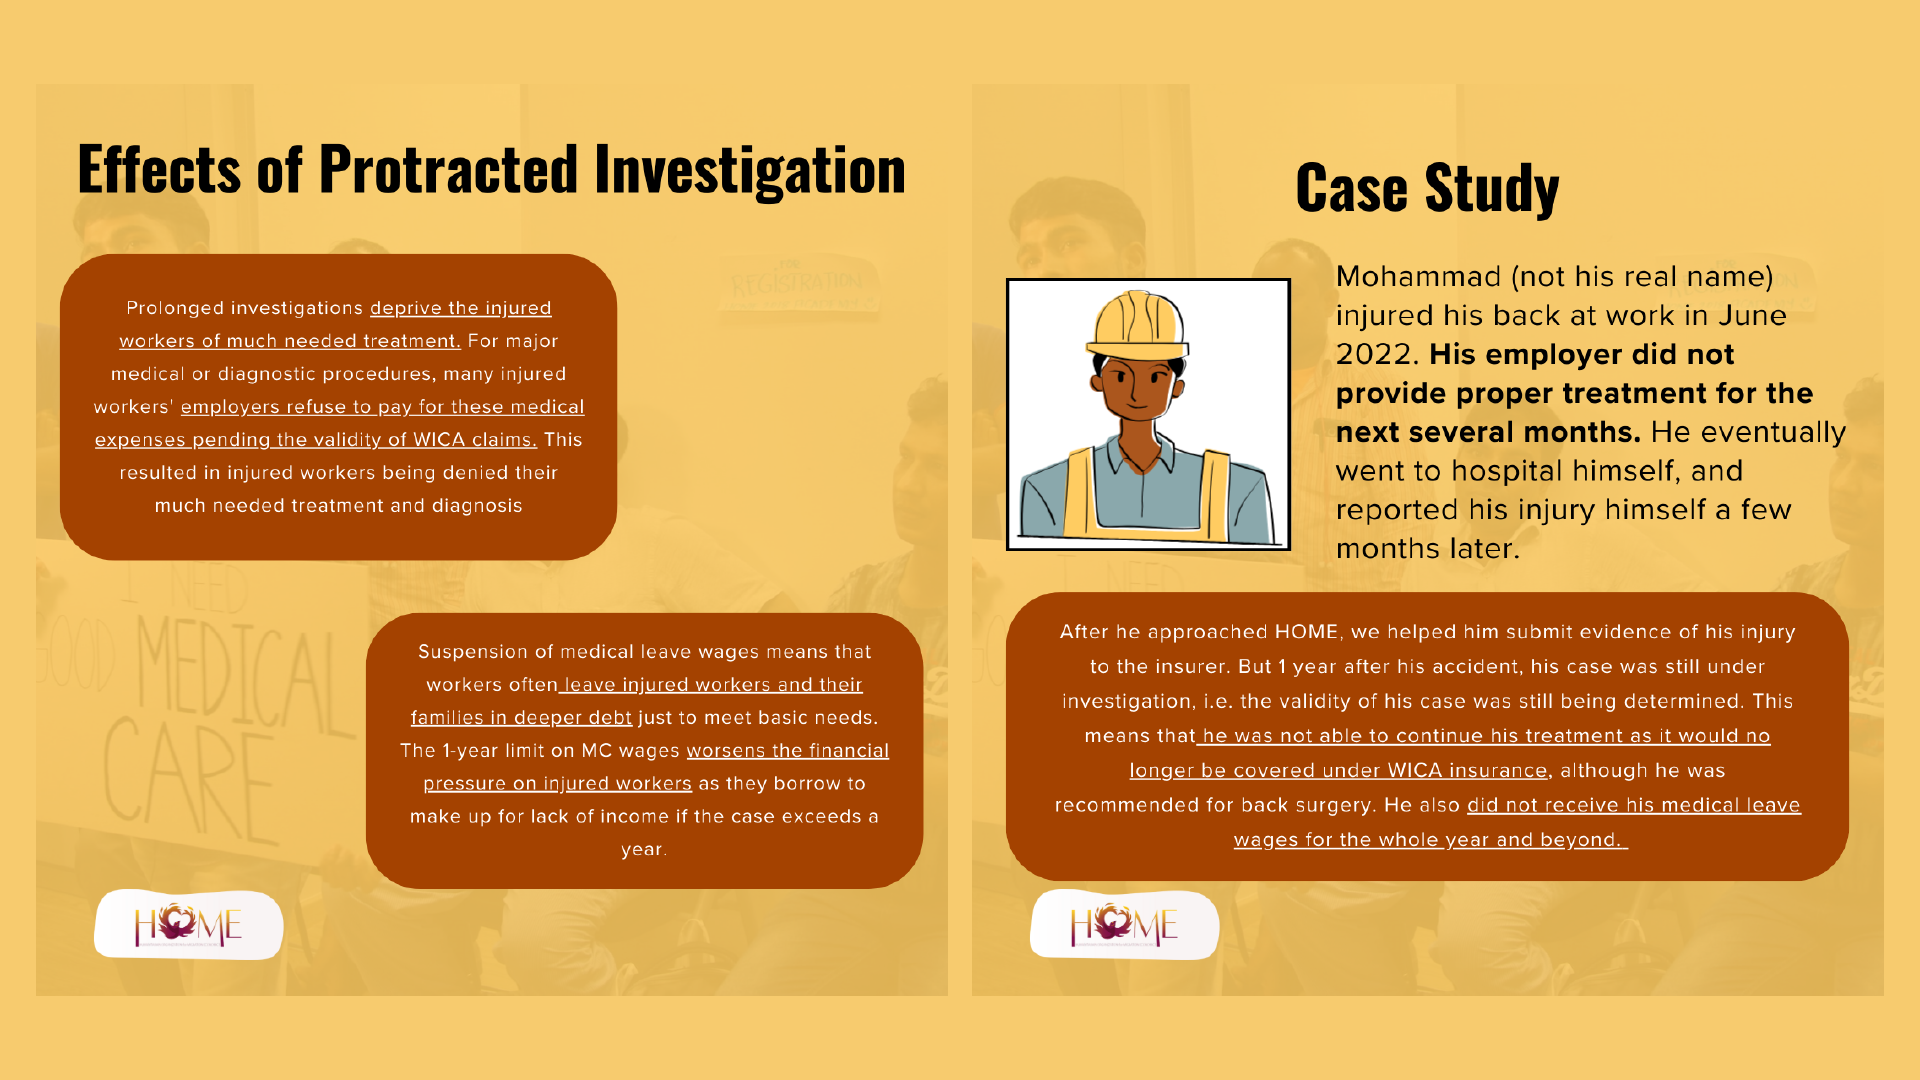 Effects of Protracted Investigation
Prolonged investigations deprive the injured
workers of much needed treatment. For major
medical or diagnostic procedures, many injured
workers' employers refuse to pay for these medical
expenses pending the validity of WICA claims. This
resulted in injured workers being denied their
much needed treatment and diagnosis
REGISTRATION
I NEED
GOOD MEDICAL
CARE
Suspension of medical leave wages means that
workers often leave injured workers and their
families in deeper debt just to meet basic needs.
The 1-year limit on MC wages worsens the financial
pressure on injured workers as they borrow to
make up for lack of income if the case exceeds a
year.
HOME
Case Study
Mohammad (not his real name)
injured his back at work in June
2022. His employer did not
provide proper treatment for the
next several months. He eventually
went to hospital himself, and
reported his injury himself a few
months later.
I NEED
After he approached HOME, we helped him submit evidence of his injury
to the insurer. But 1 year after his accident, his case was still under
investigation, i.e. the validity of his case was still being determined. This
means that he was not able to continue his treatment as it would no
longer be covered under WICA insurance, although he was
recommended for back surgery. He also did not receive his medical leave
wages for the whole year and beyond.
HOME